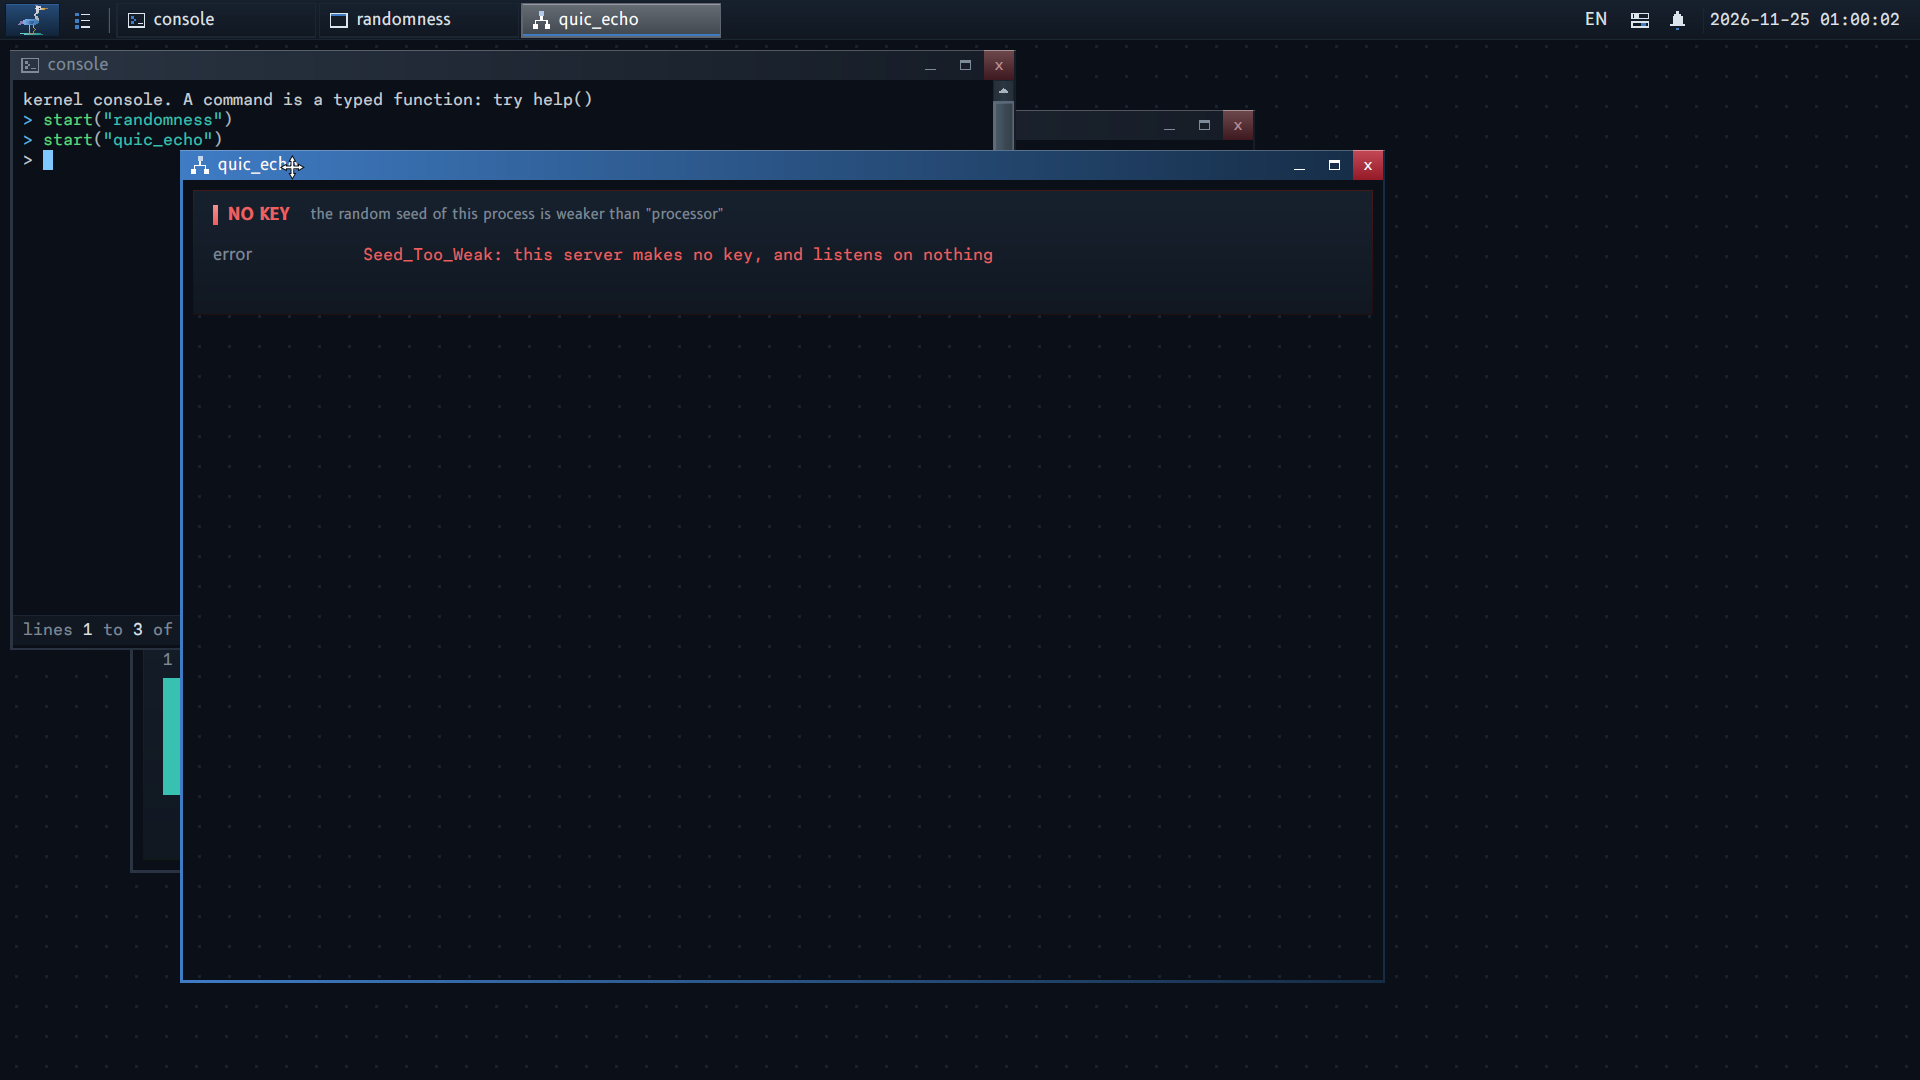 console
randomness
quic_echo
EN
2026-11-25 01:00:02
console
kernel console. A command is a typed function: try help()
> start("randomness")
> start("quic_echo")
>
quic_echo
NO KEY the random seed of this process is weaker than "processor"
error Seed_Too_Weak: this server makes no key, and listens on nothing
lines 1 to 3 of
1